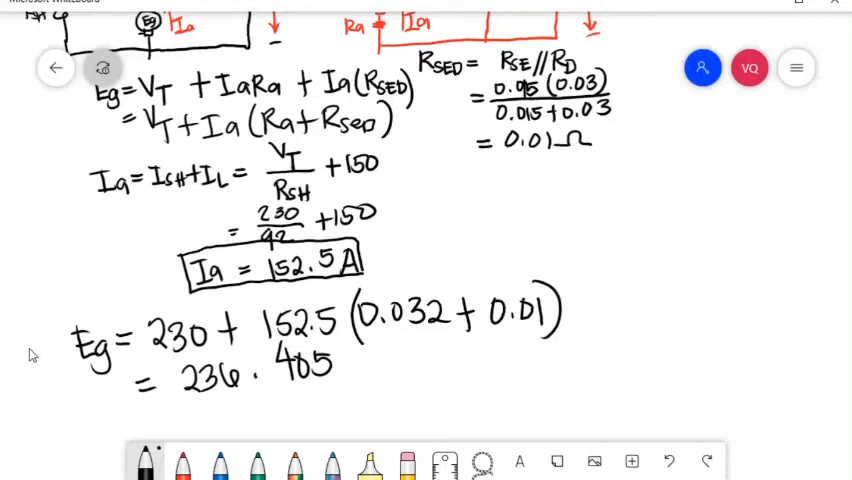 Eg
Ia
Ra
Ia
Eg = VT + IaRa + Ia(RSED)
= VT + Ia(Ra + RSED)
RSED = RSE // RD
= 0.015 (0.03)
0.015 + 0.03
= 0.01 Ω
Ia = ISH + IL = VT / RSH + 150
= 230 / 92 + 150
Ia = 152.5 A
Eg = 230 + 152.5 (0.032 + 0.01)
= 236.405
VQ
A